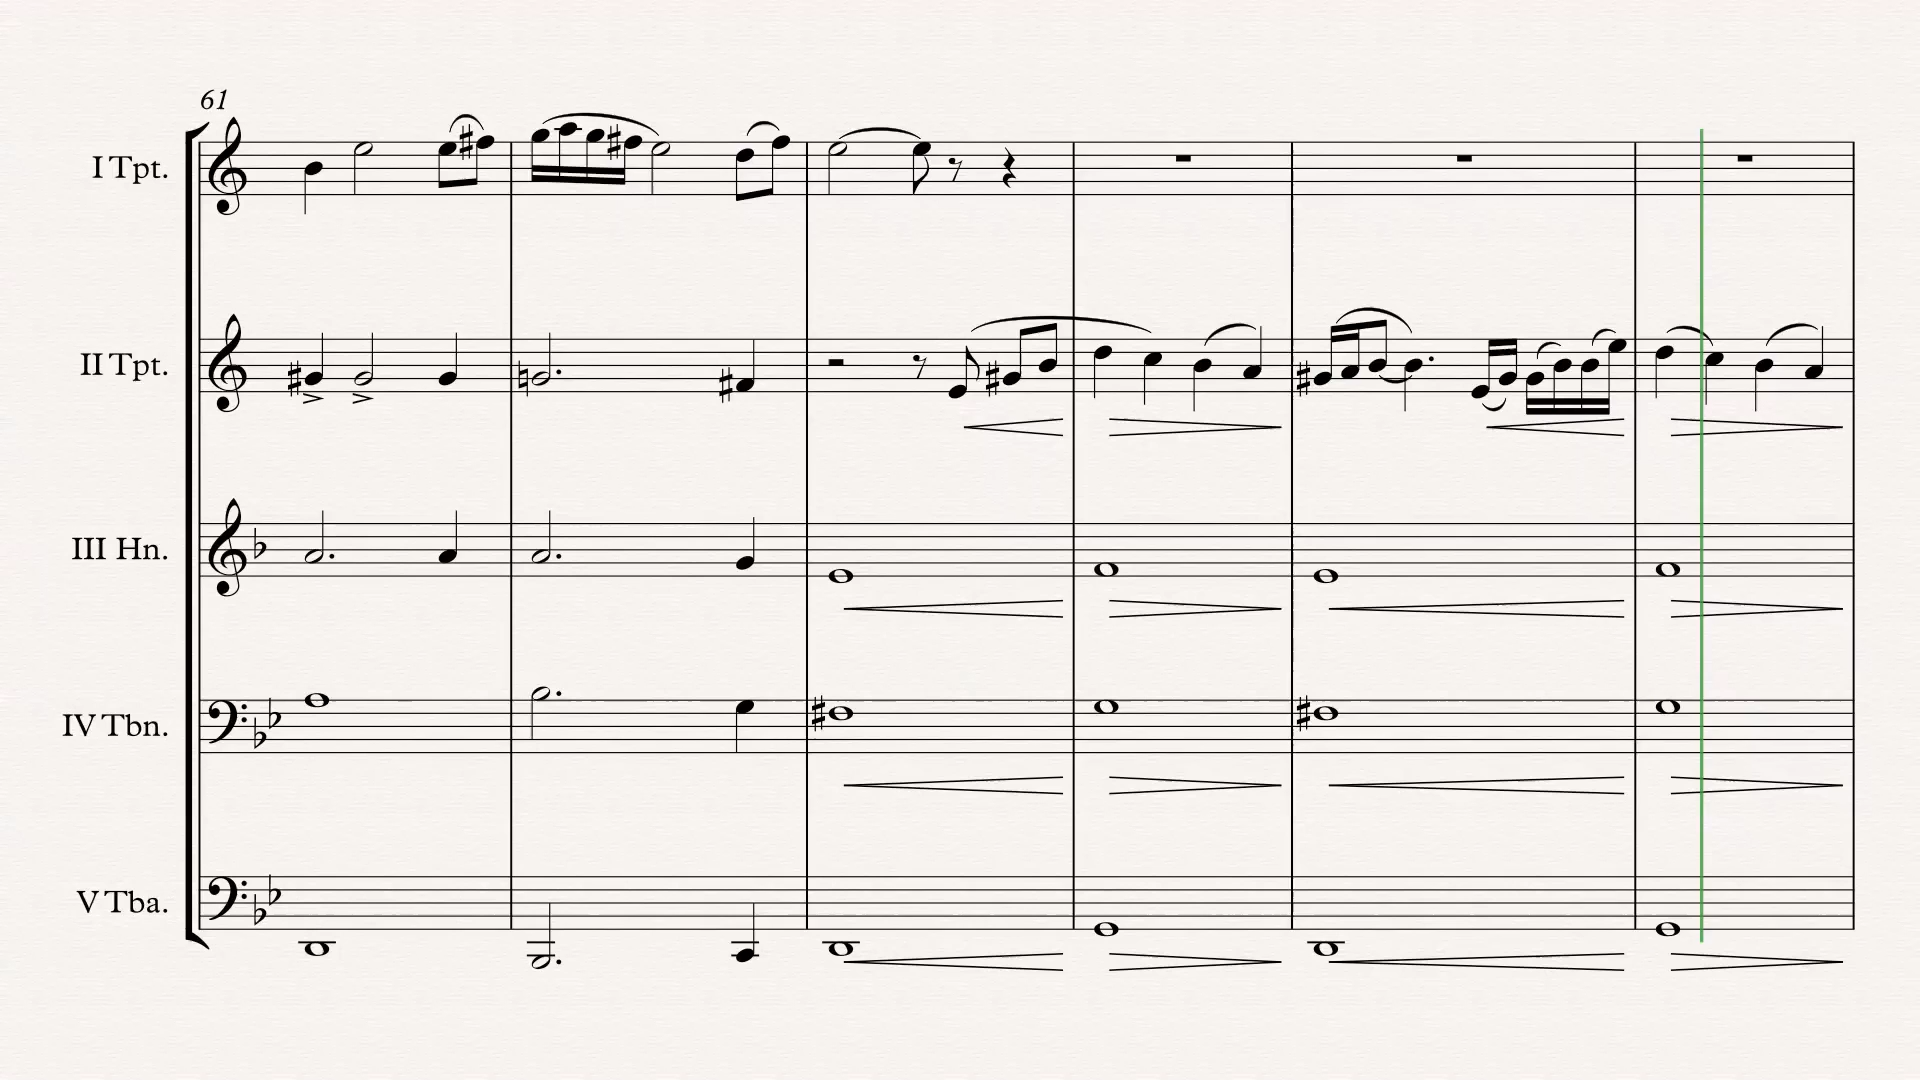 61
I Tpt.
II Tpt.
III Hn.
IV Tbn.
V Tba.